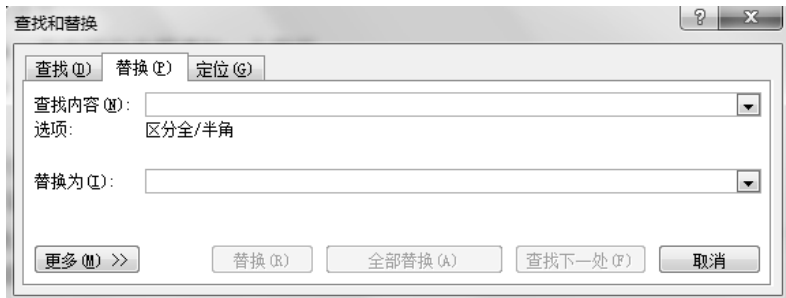 查找和替换
查找(D) 替换(P) 定位(G)
查找内容(N):
选项: 区分全/半角
替换为(I):
更多(M) >> 替换(R) 全部替换(A) 查找下一处(F) 取消